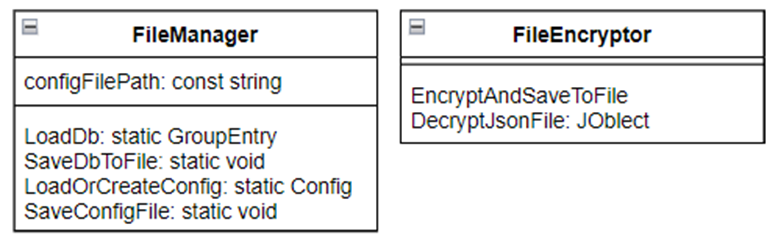 FileManager
configFilePath: const string
LoadDb: static GroupEntry
SaveDbToFile: static void
LoadOrCreateConfig: static Config
SaveConfigFile: static void
FileEncryptor
EncryptAndSaveToFile
DecryptJsonFile: JOblect